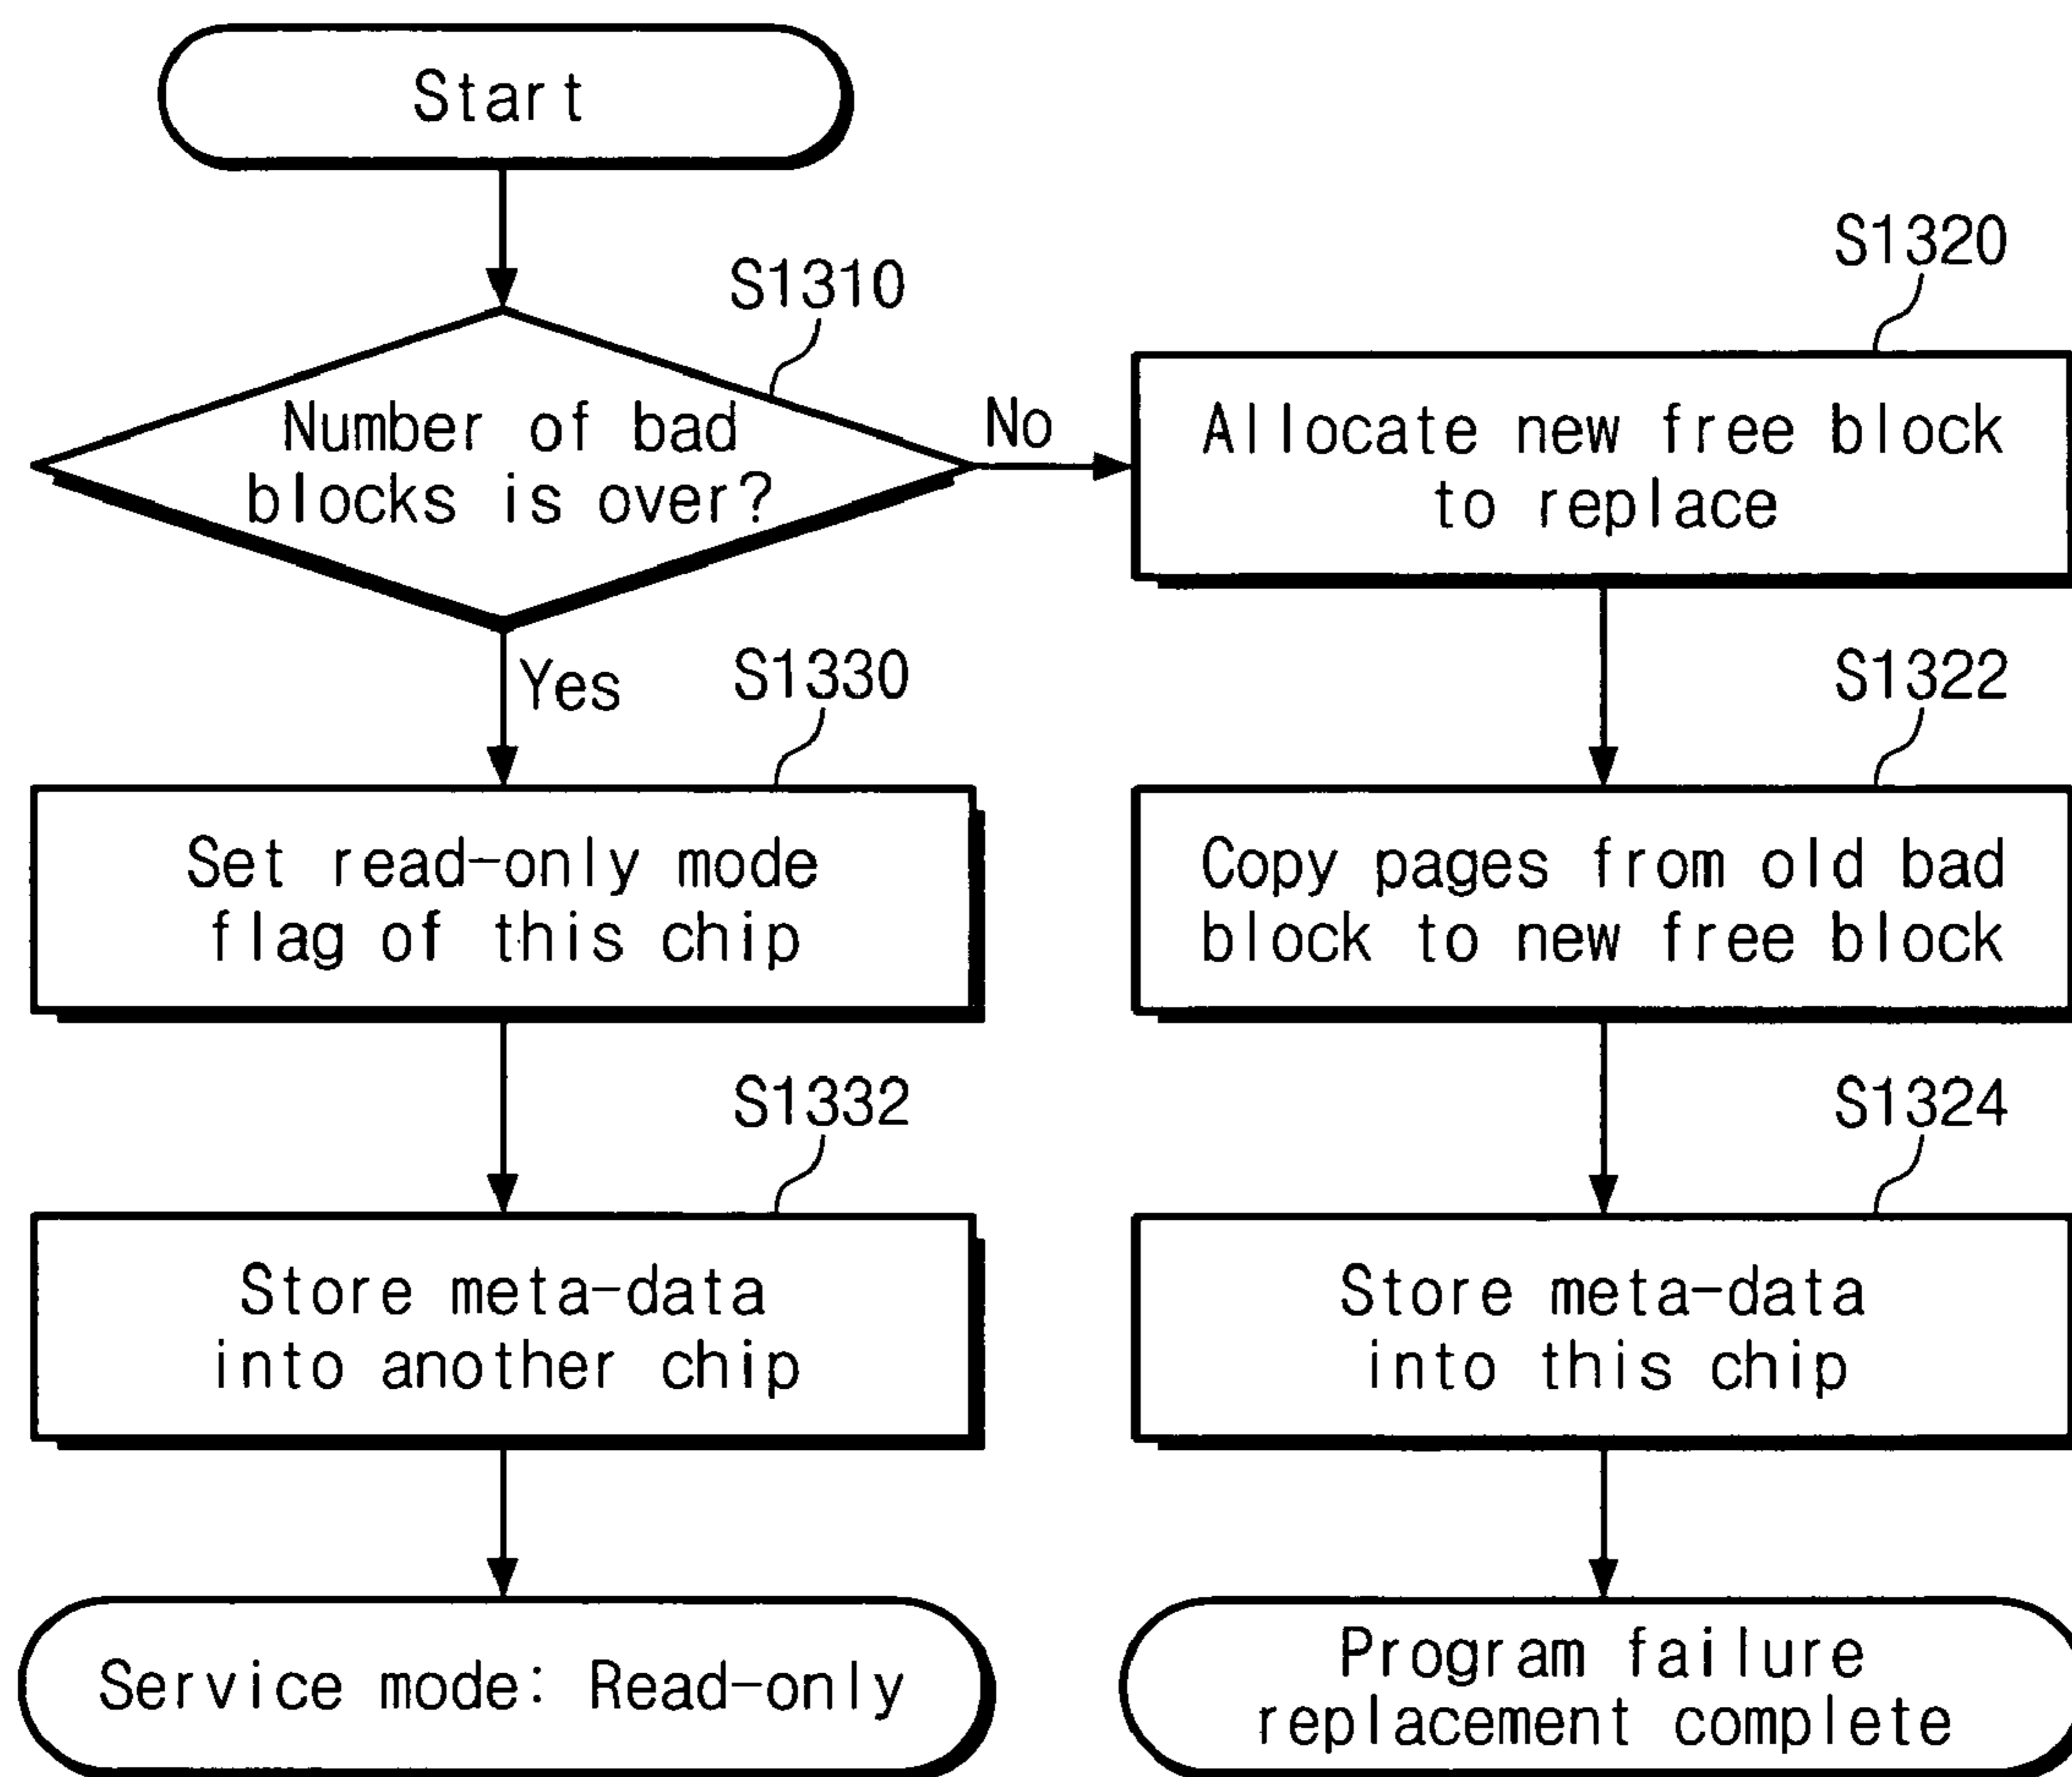 Start
S1310
Number of bad
blocks is over?
No
Yes
S1320
Allocate new free block
to replace
S1330
Set read-only mode
flag of this chip
S1322
Copy pages from old bad
block to new free block
S1332
Store meta-data
into another chip
S1324
Store meta-data
into this chip
Service mode: Read-only
Program failure
replacement complete